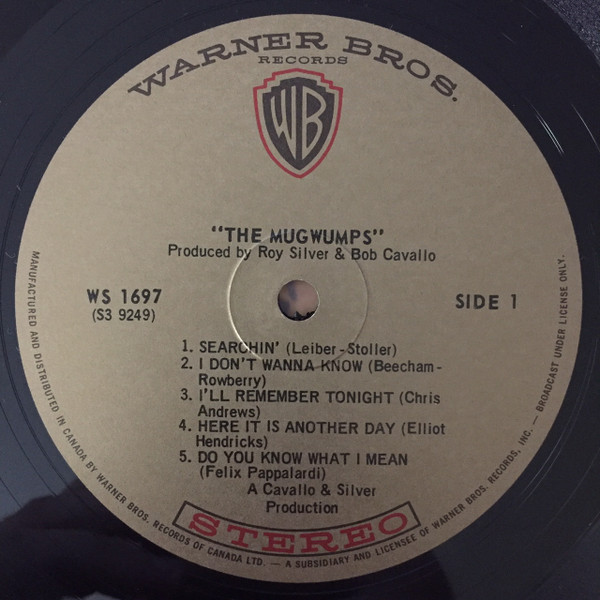 WARNER BROS.
RECORDS
WB
"THE MUGWUMPS"
Produced by Roy Silver & Bob Cavallo
WS 1697
(S3 9249)
SIDE 1
1. SEARCHIN' (Leiber-Stoller)
2. I DON'T WANNA KNOW (Beecham-
Rowberry)
3. I'LL REMEMBER TONIGHT (Chris
Andrews)
4. HERE IT IS ANOTHER DAY (Elliot
Hendricks)
5. DO YOU KNOW WHAT I MEAN
(Felix Pappalardi)
A Cavallo & Silver
Production
STEREO
MANUFACTURED AND DISTRIBUTED IN CANADA BY WARNER BROS. RECORDS OF CANADA LTD. — A SUBSIDIARY AND LICENSEE OF WARNER BROS. RECORDS, INC. — BROADCAST UNDER LICENSE ONLY.